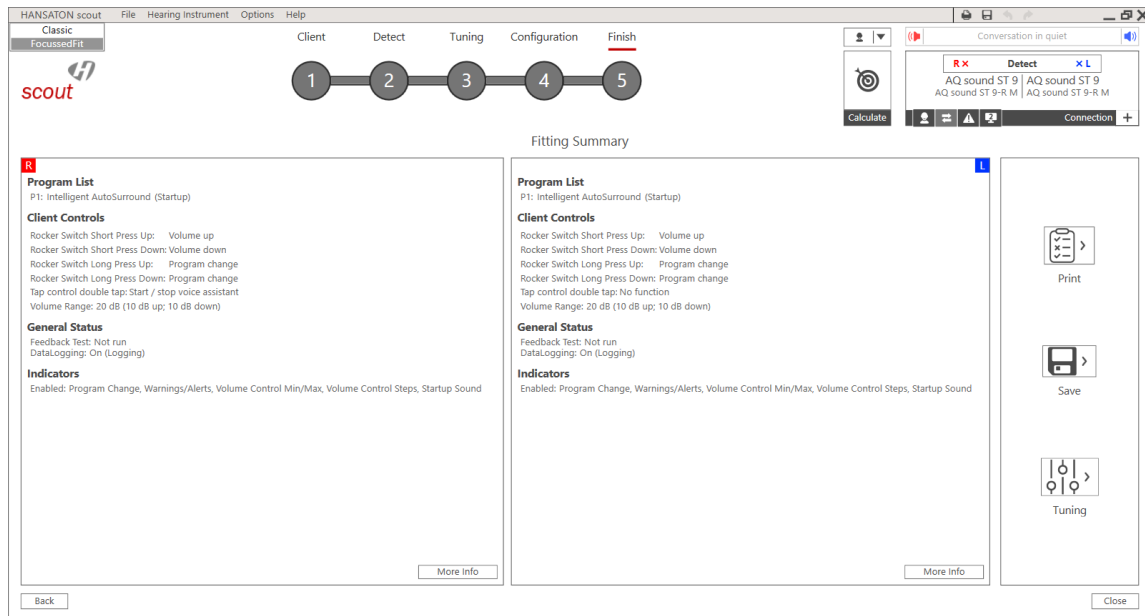 HANSATON scout File Hearing Instrument Options Help
Classic
FocussedFit
scout
Client Detect Tuning Configuration Finish
1 2 3 4 5
Calculate
Conversation in quiet
R Detect L
AQ sound ST 9 AQ sound ST 9
AQ sound ST 9-R M AQ sound ST 9-R M
Connection +
Fitting Summary
R
Program List
P1: Intelligent AutoSurround (Startup)
Client Controls
Rocker Switch Short Press Up: Volume up
Rocker Switch Short Press Down: Volume down
Rocker Switch Long Press Up: Program change
Rocker Switch Long Press Down: Program change
Tap control double tap: Start / stop voice assistant
Volume Range: 20 dB (10 dB up; 10 dB down)
General Status
Feedback Test: Not run
DataLogging: On (Logging)
Indicators
Enabled: Program Change, Warnings/Alerts, Volume Control Min/Max, Volume Control Steps, Startup Sound
More Info
L
Program List
P1: Intelligent AutoSurround (Startup)
Client Controls
Rocker Switch Short Press Up: Volume up
Rocker Switch Short Press Down: Volume down
Rocker Switch Long Press Up: Program change
Rocker Switch Long Press Down: Program change
Tap control double tap: No function
Volume Range: 20 dB (10 dB up; 10 dB down)
General Status
Feedback Test: Not run
DataLogging: On (Logging)
Indicators
Enabled: Program Change, Warnings/Alerts, Volume Control Min/Max, Volume Control Steps, Startup Sound
More Info
Print
Save
Tuning
Back
Close